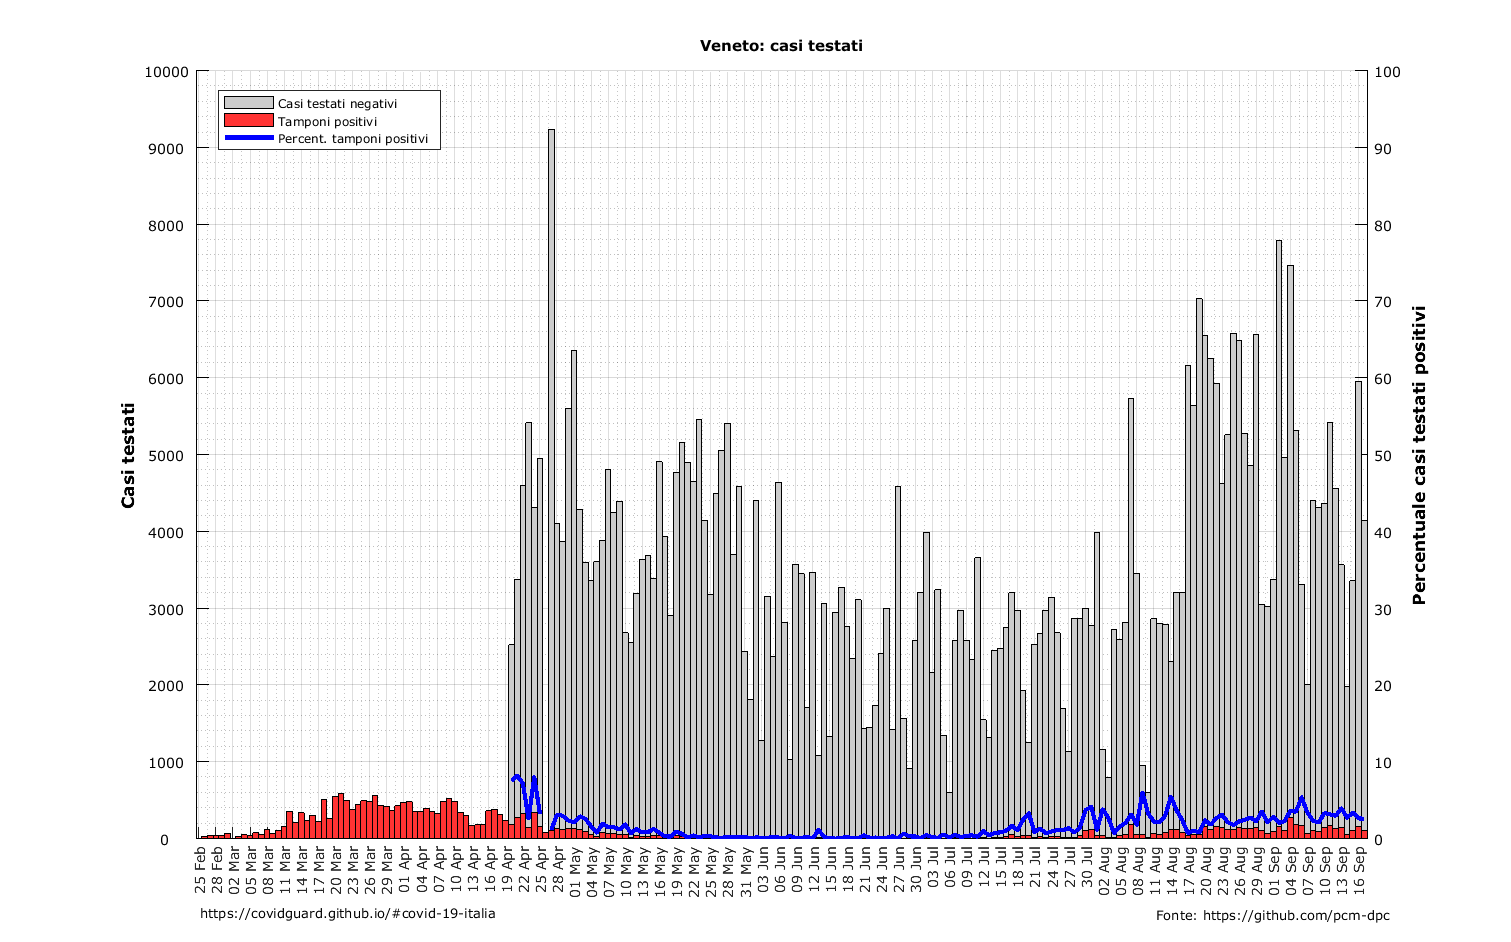 Veneto: casi testati
Casi testati negativi
Tamponi positivi
Percent. tamponi positivi
Casi testati
10000
9000
8000
7000
6000
5000
4000
3000
2000
1000
0
100
90
80
70
60
50
40
30
20
10
0
Percentuale casi testati positivi
25 Feb
28 Feb
02 Mar
05 Mar
08 Mar
11 Mar
14 Mar
17 Mar
20 Mar
23 Mar
26 Mar
29 Mar
01 Apr
04 Apr
07 Apr
10 Apr
13 Apr
16 Apr
19 Apr
22 Apr
25 Apr
28 Apr
01 May
04 May
07 May
10 May
13 May
16 May
19 May
22 May
25 May
28 May
31 May
03 Jun
06 Jun
09 Jun
12 Jun
15 Jun
18 Jun
21 Jun
24 Jun
27 Jun
30 Jun
03 Jul
06 Jul
09 Jul
12 Jul
15 Jul
18 Jul
21 Jul
24 Jul
27 Jul
30 Jul
02 Aug
05 Aug
08 Aug
11 Aug
14 Aug
17 Aug
20 Aug
23 Aug
26 Aug
29 Aug
01 Sep
04 Sep
07 Sep
10 Sep
13 Sep
16 Sep
https://covidguard.github.io/#covid-19-italia
Fonte: https://github.com/pcm-dpc